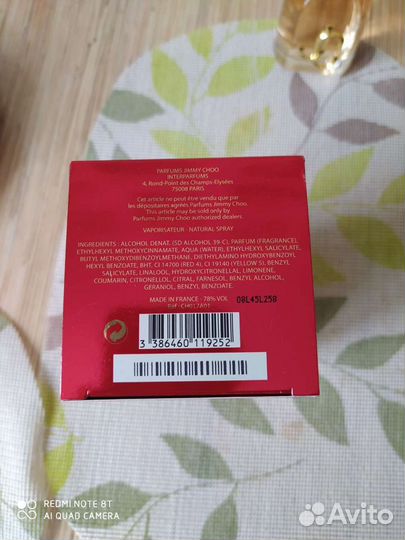 PARFUMS JIMMY CHOO
INTERPARFUMS
4, Rond-Point des Champs-Elysées
75008 PARIS
Cet article ne peut être vendu que par
les dépositaires agréés Parfums Jimmy Choo.
This article may be sold only by
Parfums Jimmy Choo authorized dealers.
VAPORISATEUR - NATURAL SPRAY
INGREDIENTS : ALCOHOL DENAT. (SD ALCOHOL 39 C), PARFUM (FRAGRANCE),
ETHYLHEXYL METHOXYCINNAMATE, AQUA (WATER), ETHYLHEXYL SALICYLATE,
BUTYL METHOXYDIBENZOYLMETHANE, DIETHYLAMINO HYDROXYBENZOYL
HEXYL BENZOATE, BHT, CI 14700 (RED 4), CI 19140 (YELLOW 5), BENZYL
SALICYLATE, LINALOOL, HYDROXYCITRONELLAL, LIMONENE,
COUMARIN, CITRONELLOL, CITRAL, FARNESOL, BENZYL ALCOHOL,
GERANIOL, BENZYL BENZOATE.
MADE IN FRANCE - 78% VOL 08L45L258
Réf : CH012A01
3 386460 119252
REDMI NOTE 8T
AI QUAD CAMERA
Avito